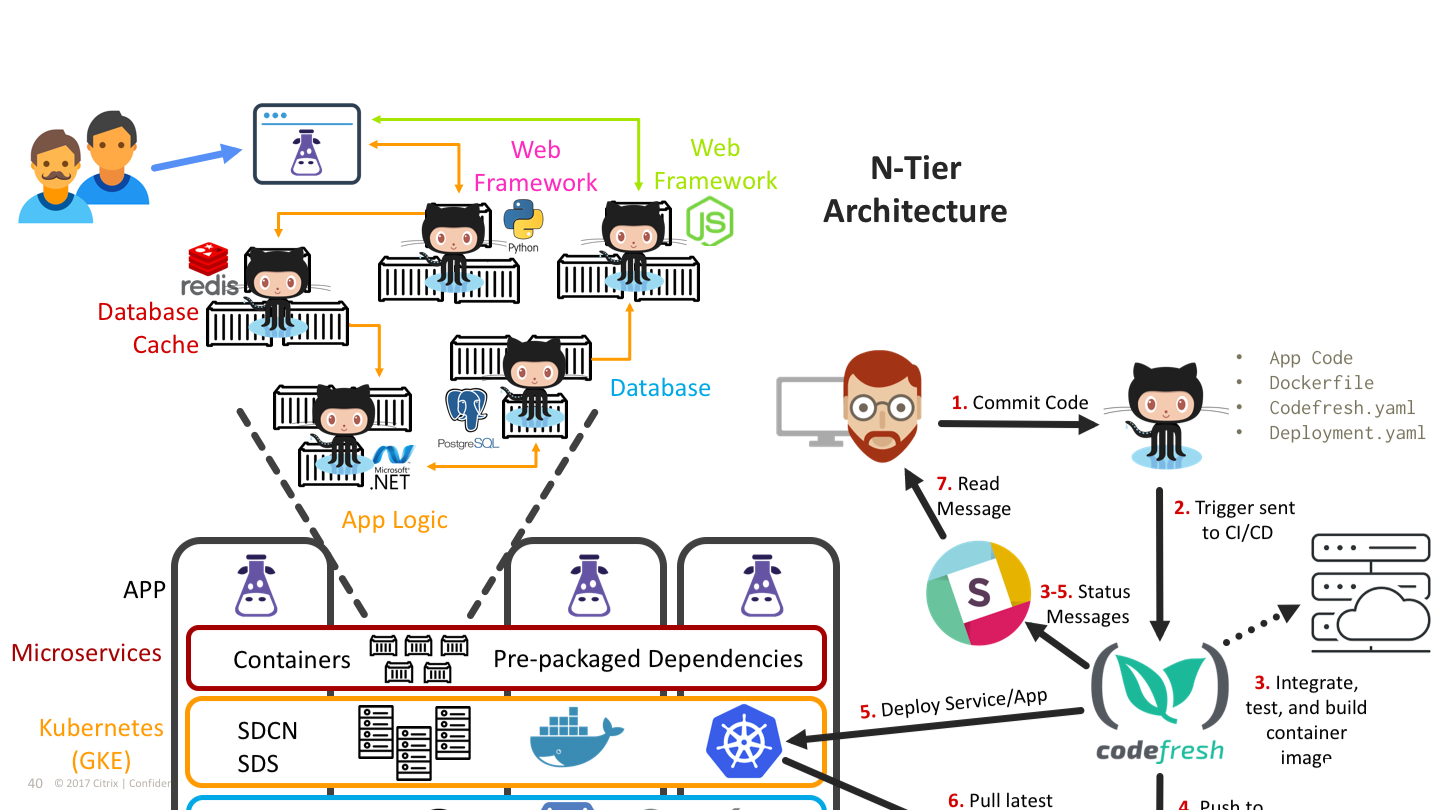 N-Tier
Architecture
Web
Framework
Python
Web
Framework
JS
redis
Database
Cache
Database
PostgreSQL
Microsoft
.NET
App Logic
APP
Microservices
Containers
Pre-packaged Dependencies
Kubernetes
(GKE)
SDCN
SDS
40 © 2017 Citrix | Confiden
1. Commit Code
• App Code
• Dockerfile
• Codefresh.yaml
• Deployment.yaml
2. Trigger sent
to CI/CD
7. Read
Message
S
3-5. Status
Messages
3. Integrate,
test, and build
container
image
codefresh
5. Deploy Service/App
6. Pull latest
4. Push to